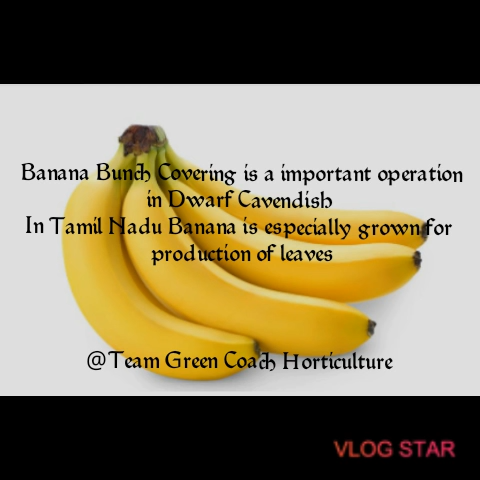 Banana Bunch Covering is a important operation
in Dwarf Cavendish
In Tamil Nadu Banana is especially grown for
production of leaves
@Team Green Coach Horticulture
VLOG STAR